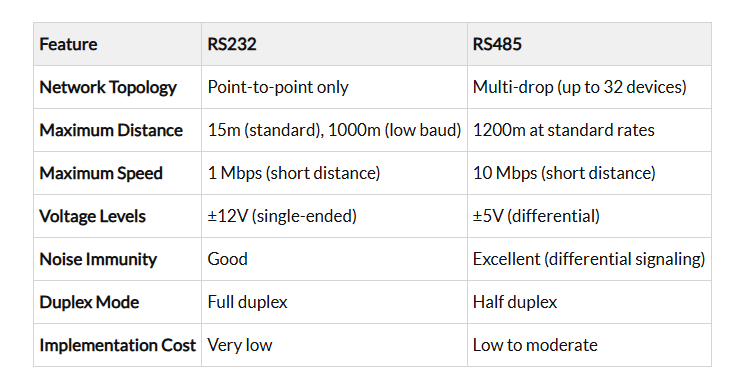 Feature RS232 RS485
Network Topology Point-to-point only Multi-drop (up to 32 devices)
Maximum Distance 15m (standard), 1000m (low baud) 1200m at standard rates
Maximum Speed 1 Mbps (short distance) 10 Mbps (short distance)
Voltage Levels ±12V (single-ended) ±5V (differential)
Noise Immunity Good Excellent (differential signaling)
Duplex Mode Full duplex Half duplex
Implementation Cost Very low Low to moderate